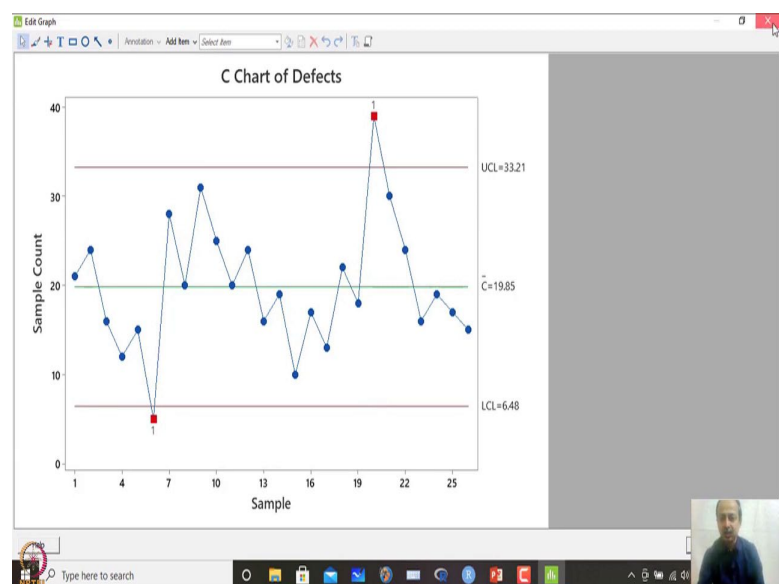 Edit Graph
T Annotation Add Item Select Item
C Chart of Defects
40
30
20
10
0
Sample Count
1
1
UCL=33.21
C̄=19.85
LCL=6.48
1 4 7 10 13 16 19 22 25
Sample
Help
NPTEL
Type here to search